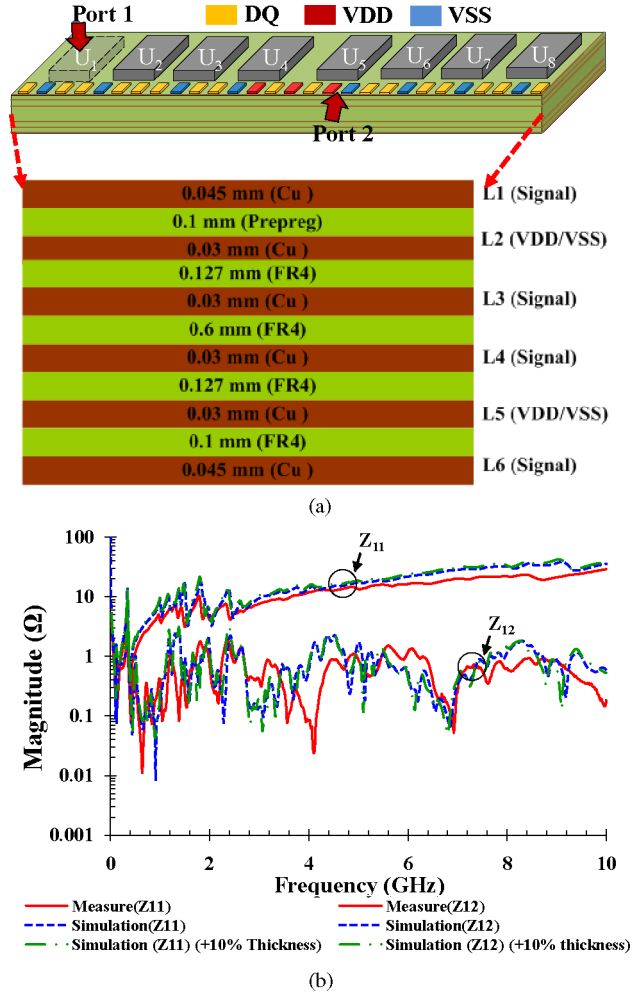 Port 1
DQ VDD VSS
U1 U2 U3 U4 U5 U6 U7 U8
Port 2
0.045 mm (Cu ) L1 (Signal)
0.1 mm (Prepreg)
L2 (VDD/VSS)
0.03 mm (Cu )
0.127 mm (FR4)
0.03 mm (Cu ) L3 (Signal)
0.6 mm (FR4)
0.03 mm (Cu ) L4 (Signal)
0.127 mm (FR4)
0.03 mm (Cu ) L5 (VDD/VSS)
0.1 mm (FR4)
0.045 mm (Cu ) L6 (Signal)
(a)
Magnitude (Ω)
100
10
1
0.1
0.01
0.001
Z11
Z12
0 2 4 6 8 10
Frequency (GHz)
Measure(Z11) Measure(Z12)
Simulation(Z11) Simulation(Z12)
Simulation (Z11) (+10% Thickness) Simulation (Z12) (+10% thickness)
(b)